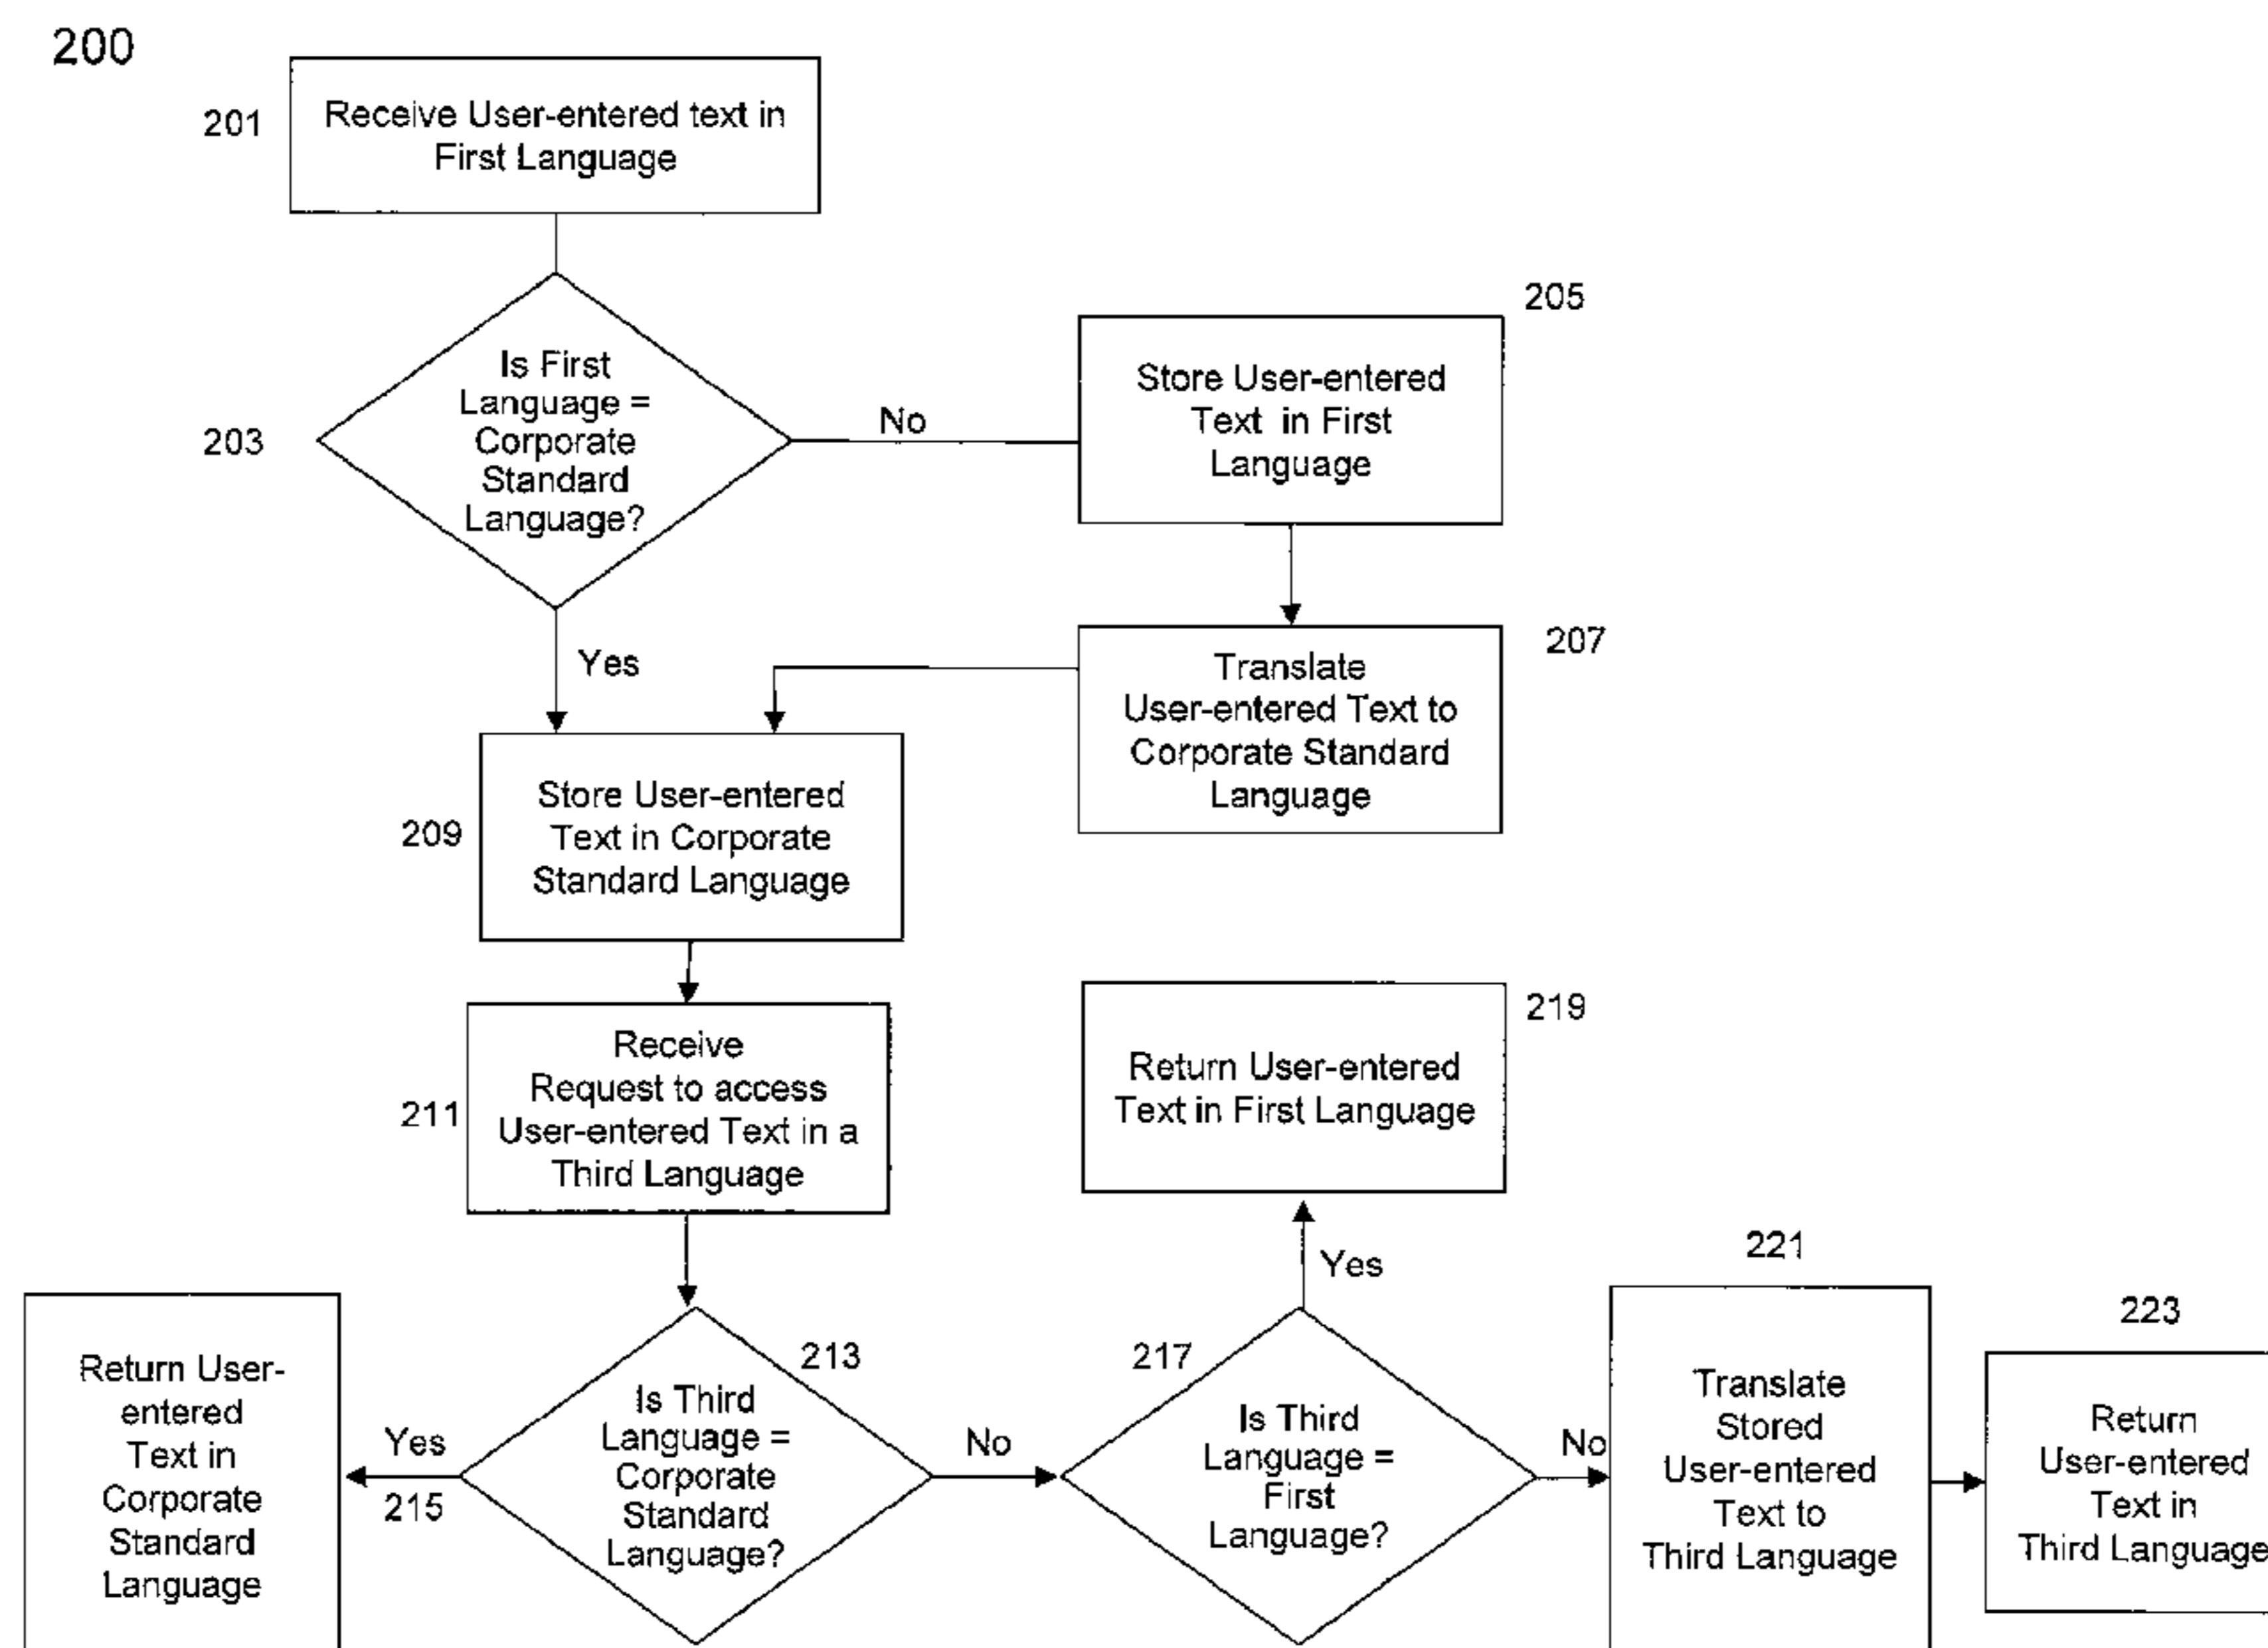 200
201
Receive User-entered text in
First Language
203
Is First
Language =
Corporate
Standard
Language?
No
Yes
205
Store User-entered
Text in First
Language
207
Translate
User-entered Text to
Corporate Standard
Language
209
Store User-entered
Text in Corporate
Standard Language
211
Receive
Request to access
User-entered Text in a
Third Language
213
Is Third
Language =
Corporate
Standard
Language?
Yes
215
Return User-
entered
Text in
Corporate
Standard
Language
No
217
Is Third
Language =
First
Language?
Yes
219
Return User-entered
Text in First Language
No
221
Translate
Stored
User-entered
Text to
Third Language
223
Return
User-entered
Text in
Third Language